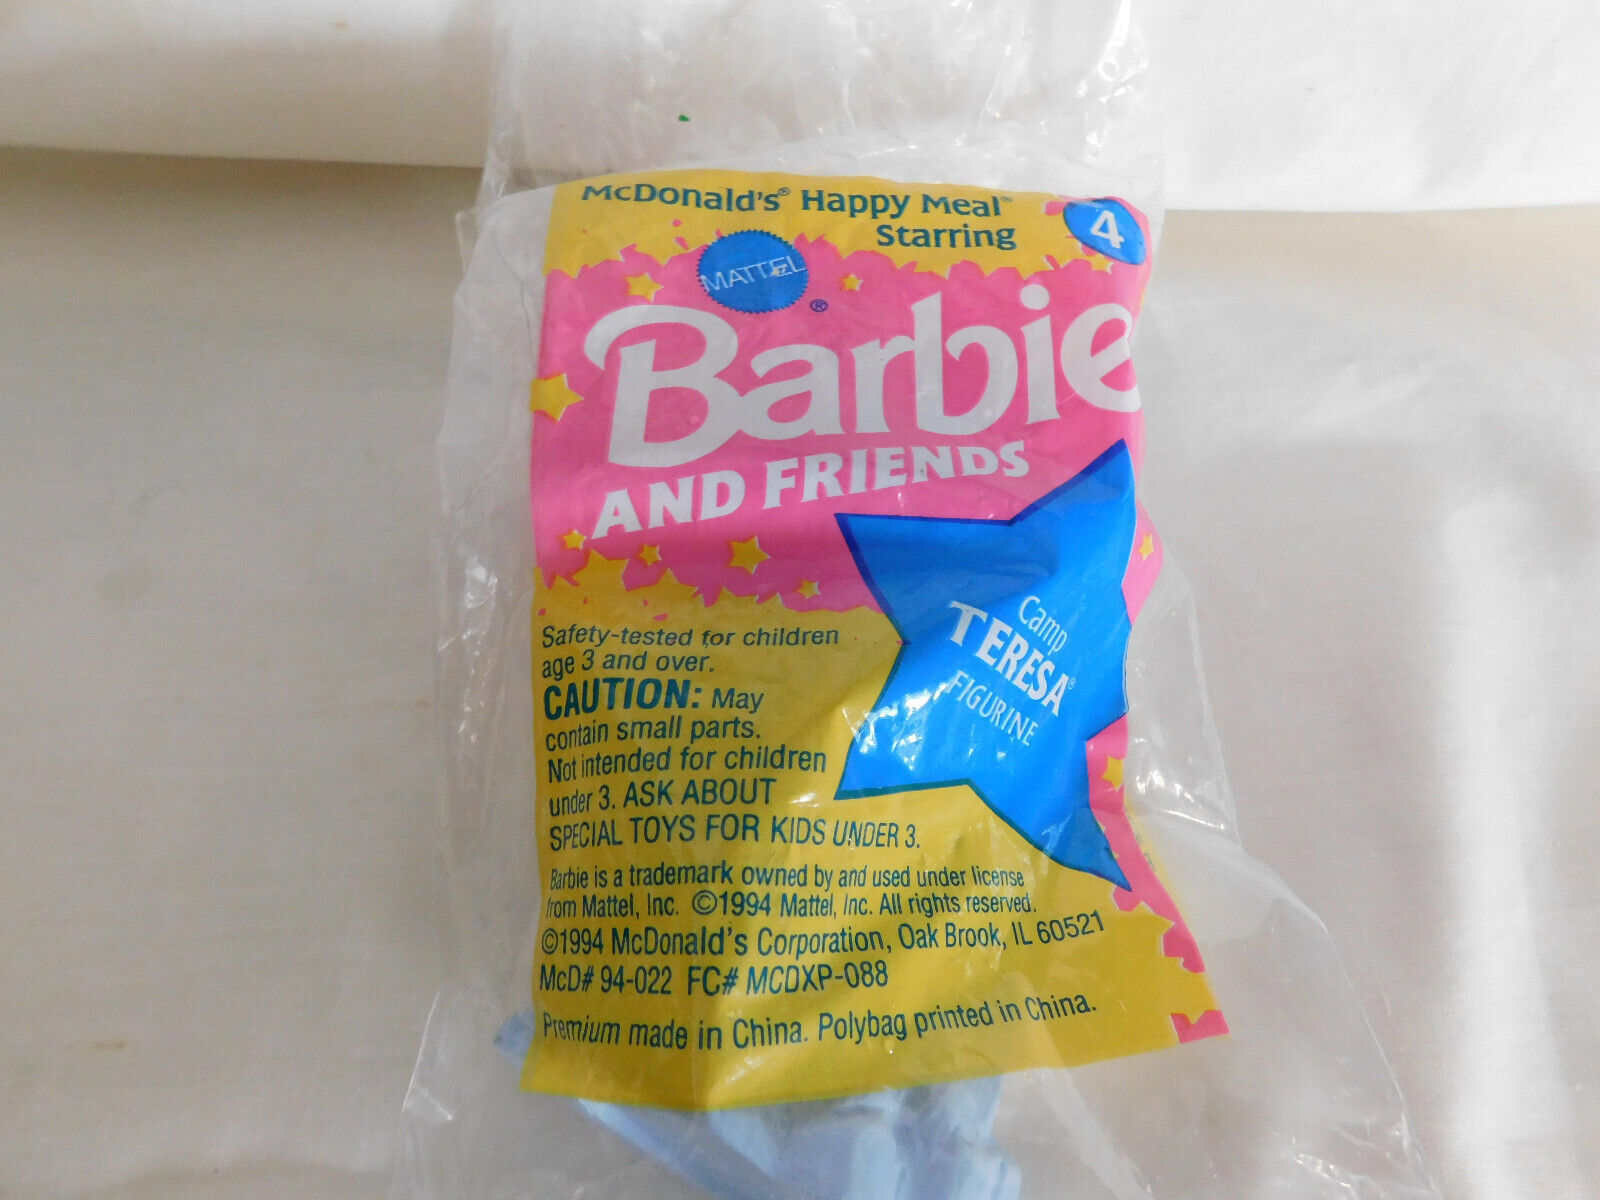 McDonald's® Happy Meal®
Starring
4
MATTEL
®
Barbie
AND FRIENDS
Camp
TERESA®
FIGURINE
Safety-tested for children
age 3 and over.
CAUTION: May
contain small parts.
Not intended for children
under 3. ASK ABOUT
SPECIAL TOYS FOR KIDS UNDER 3.
Barbie is a trademark owned by and used under license
from Mattel, Inc. ©1994 Mattel, Inc. All rights reserved.
©1994 McDonald's Corporation, Oak Brook, IL 60521
McD# 94-022 FC# MCDXP-088
Premium made in China. Polybag printed in China.